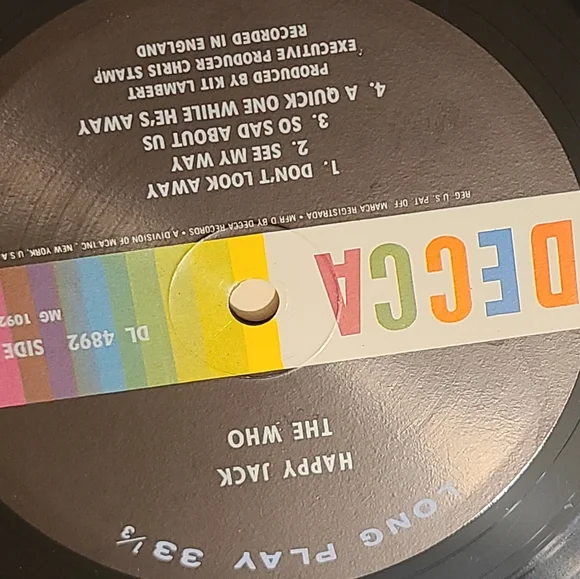 LONG PLAY 33⅓
HAPPY JACK
THE WHO
DECCA
DL 4892 SIDE
MG 1092
REG. U.S. PAT. OFF. MARCA REGISTRADA • MFR'D BY DECCA RECORDS • A DIVISION OF MCA INC., NEW YORK, U.S.A.
1. DON'T LOOK AWAY
2. SEE MY WAY
3. SO SAD ABOUT US
4. A QUICK ONE WHILE HE'S AWAY
PRODUCED BY KIT LAMBERT
EXECUTIVE PRODUCER CHRIS STAMP
RECORDED IN ENGLAND